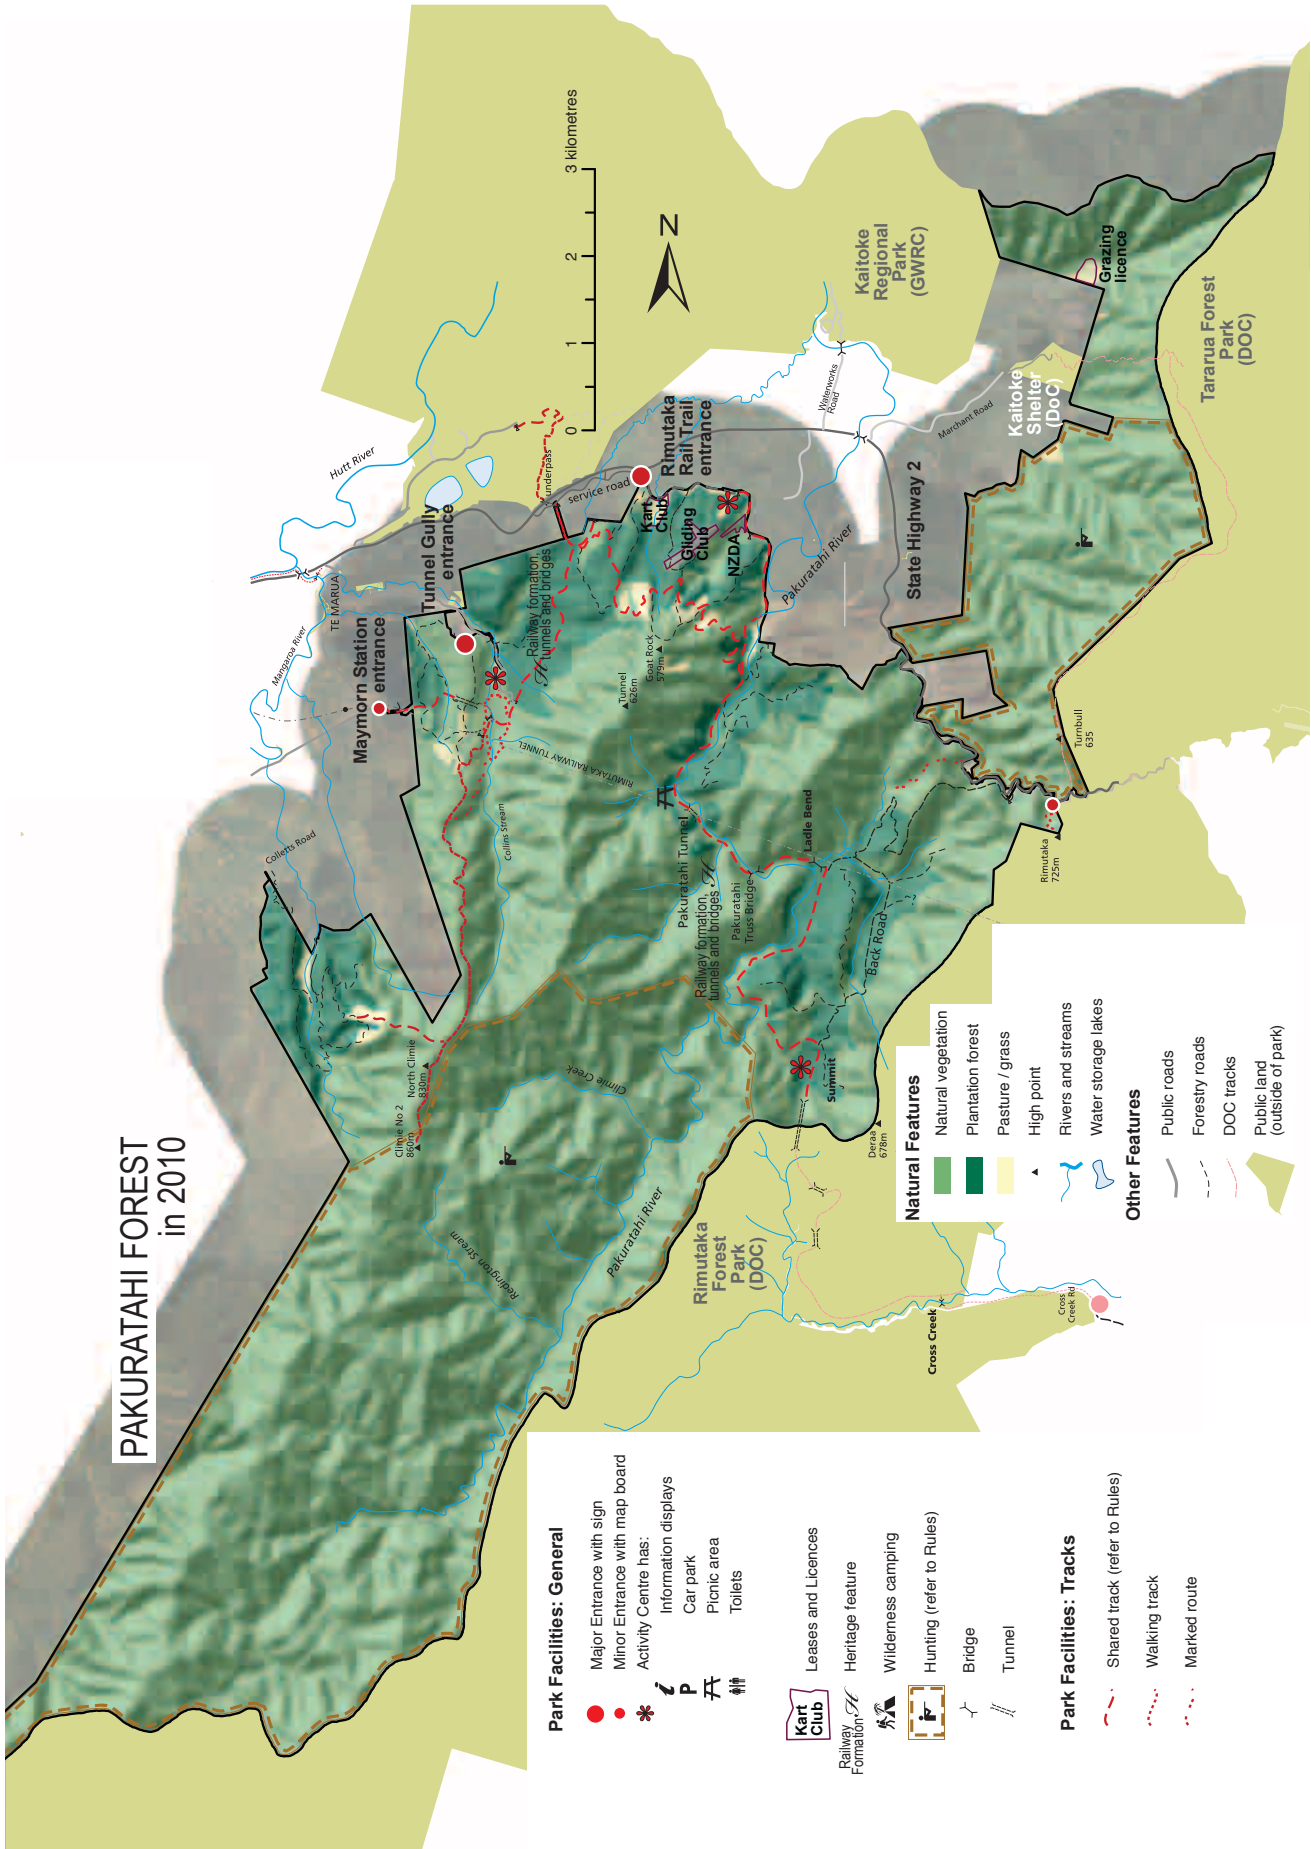 PAKURATAHI FOREST
in 2010
Hutt River
Mangaroa River
TE MARUA
Maymorn Station
entrance
Tunnel Gully
entrance
Colletts Road
underpass
service road
Railway formation,
tunnels and bridges
0
1
2
3 kilometres
N
Rimutaka
Rail Trail
entrance
Kart
Club
Gliding
Club
NZDA
Goat Rock
579m
Tunnel
626m
RIMUTAKA RAILWAY TUNNEL
Collins Stream
Pakuratahi River
Waterworks
Road
Marchant Road
State Highway 2
Kaitoke
Regional
Park
(GWRC)
Kaitoke
Shelter
(DoC)
Grazing
licence
Tararua Forest
Park
(DOC)
Turnbull
635
Rimutaka
725m
Ladle Bend
Pakuratahi Tunnel
Pakuratahi
Truss Bridge
Railway formation,
tunnels and bridges
Back Road
Summit
Deraa
678m
North Climie
830m
Climie No 2
860m
Climie Creek
Redington Stream
Pakuratahi River
Rimutaka
Forest
Park
(DOC)
Cross Creek
Cross
Creek Rd
Park Facilities: General
Major Entrance with sign
Minor Entrance with map board
Activity Centre has:
i Information displays
P Car park
Picnic area
Toilets
Kart
Club
Leases and Licences
Railway
Formation
H
Heritage feature
Wilderness camping
Hunting (refer to Rules)
Bridge
Tunnel
Park Facilities: Tracks
Shared track (refer to Rules)
Walking track
Marked route
Natural Features
Natural vegetation
Plantation forest
Pasture / grass
High point
Rivers and streams
Water storage lakes
Other Features
Public roads
Forestry roads
DOC tracks
Public land
(outside of park)